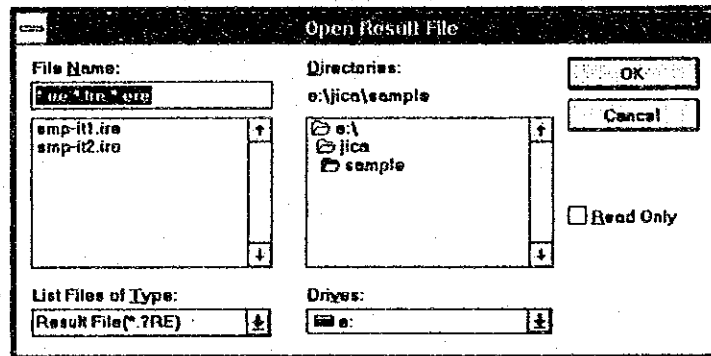 Open Result File
File Name:
Directories:
OK
e:\jica\sample
Cancel
smp-it1.ire
smp-it2.ire
e:\
jica
sample
Read Only
List Files of Type:
Drives:
Result File(*.?RE)
e: